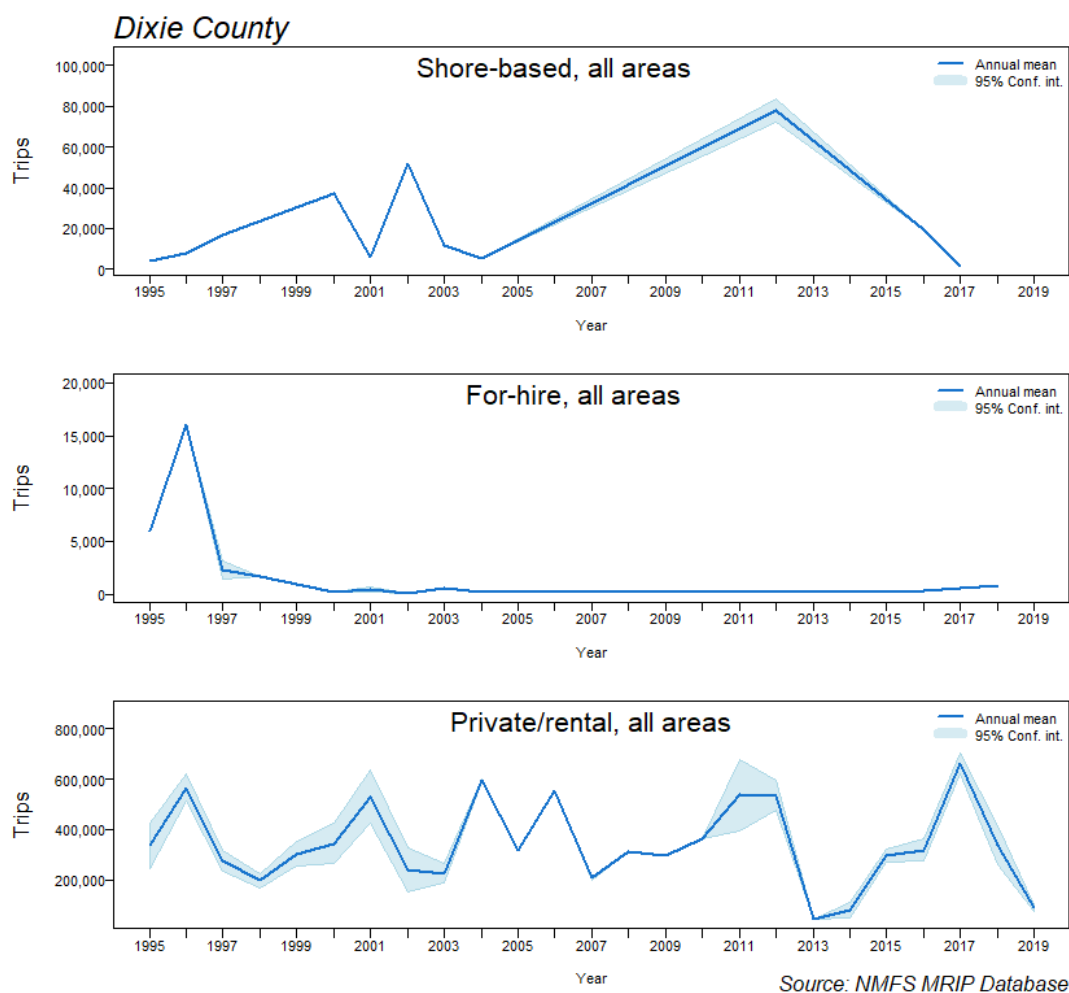 Dixie County
Shore-based, all areas
Annual mean
95% Conf. int.
100,000
80,000
60,000
40,000
20,000
0
Trips
1995 1997 1999 2001 2003 2005 2007 2009 2011 2013 2015 2017 2019
Year
For-hire, all areas
Annual mean
95% Conf. int.
20,000
15,000
10,000
5,000
0
Trips
1995 1997 1999 2001 2003 2005 2007 2009 2011 2013 2015 2017 2019
Year
Private/rental, all areas
Annual mean
95% Conf. int.
800,000
600,000
400,000
200,000
Trips
1995 1997 1999 2001 2003 2005 2007 2009 2011 2013 2015 2017 2019
Year
Source: NMFS MRIP Database